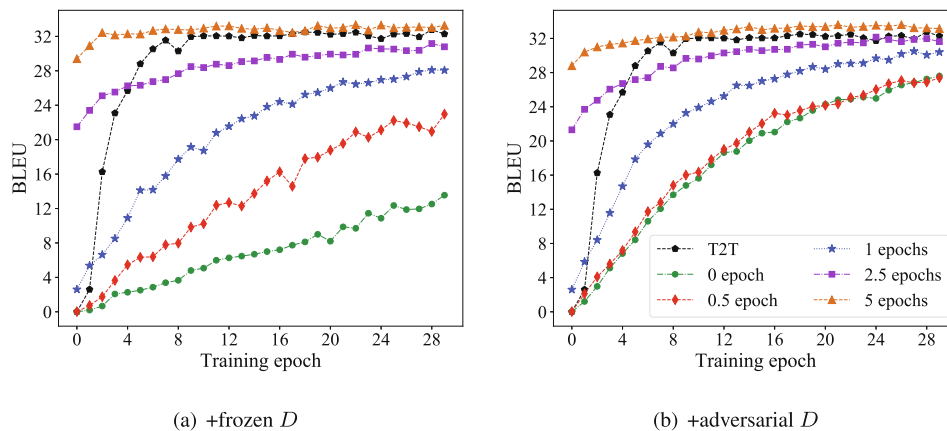 32
28
24
20
16
12
8
4
0
BLEU
0 4 8 12 16 20 24 28
Training epoch
(a) +frozen D
32
28
24
20
16
12
8
4
0
BLEU
T2T
0 epoch
0.5 epoch
1 epochs
2.5 epochs
5 epochs
0 4 8 12 16 20 24 28
Training epoch
(b) +adversarial D